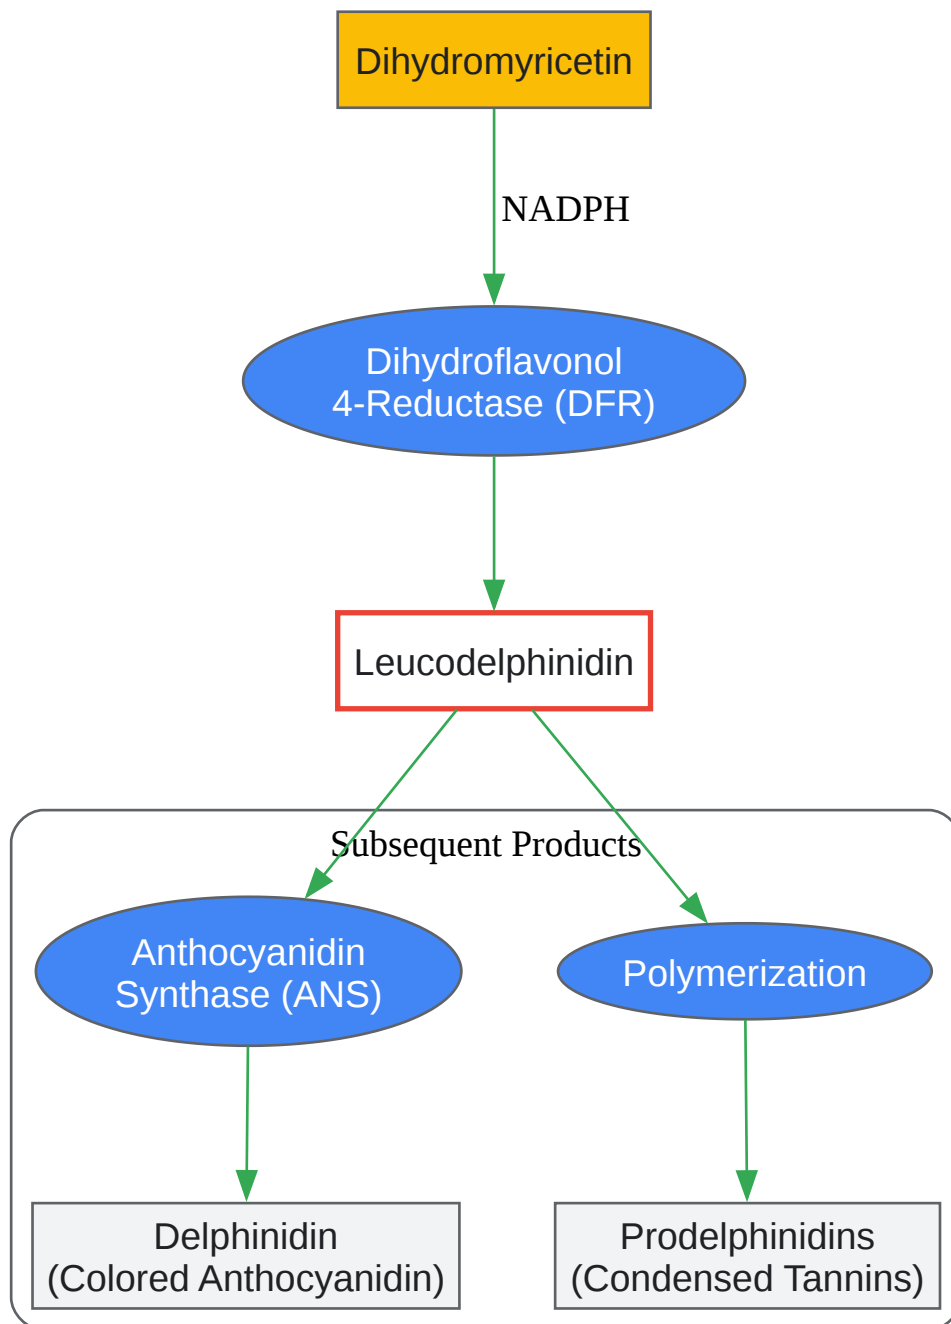 Dihydromyricetin
NADPH
Dihydroflavonol
4-Reductase (DFR)
Leucodelphinidin
Subsequent Products
Anthocyanidin
Synthase (ANS)
Polymerization
Delphinidin
(Colored Anthocyanidin)
Prodelphinidins
(Condensed Tannins)